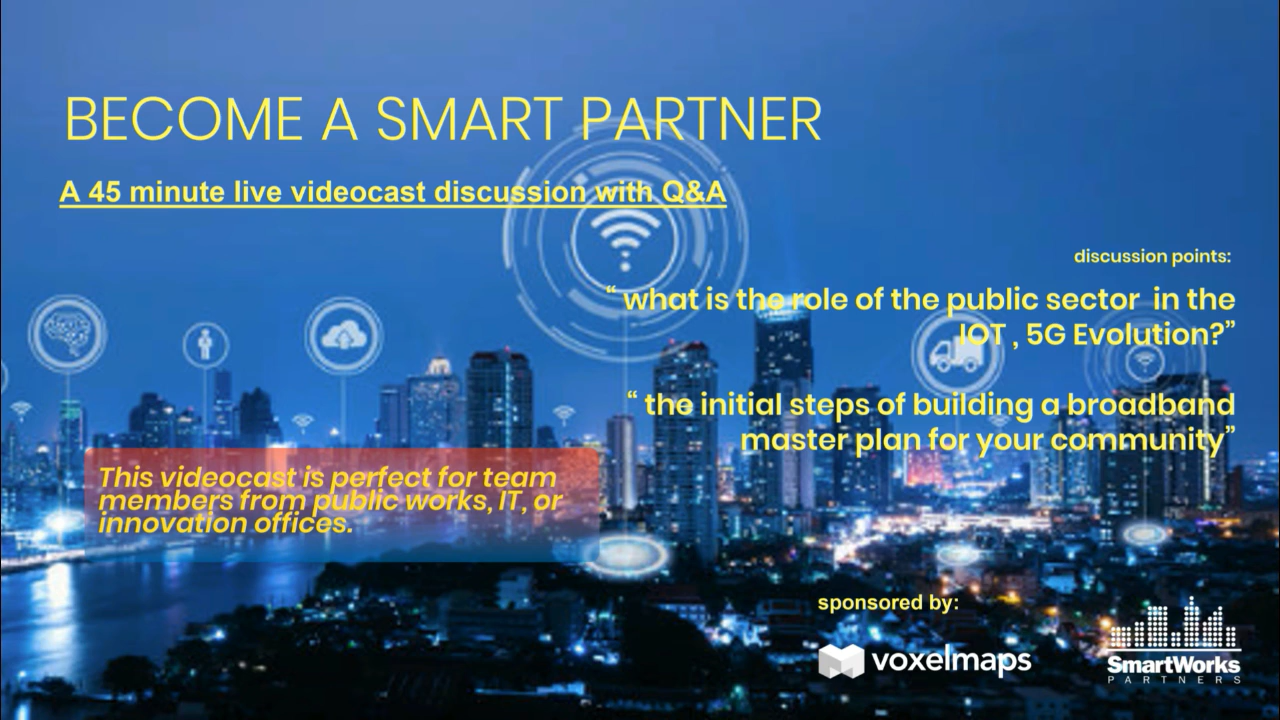 BECOME A SMART PARTNER
A 45 minute live videocast discussion with Q&A
discussion points:
“ what is the role of the public sector in the
IOT , 5G Evolution?”
“ the initial steps of building a broadband
master plan for your community”
This videocast is perfect for team
members from public works, IT, or
innovation offices.
sponsored by:
voxelmaps
SmartWorks
PARTNERS